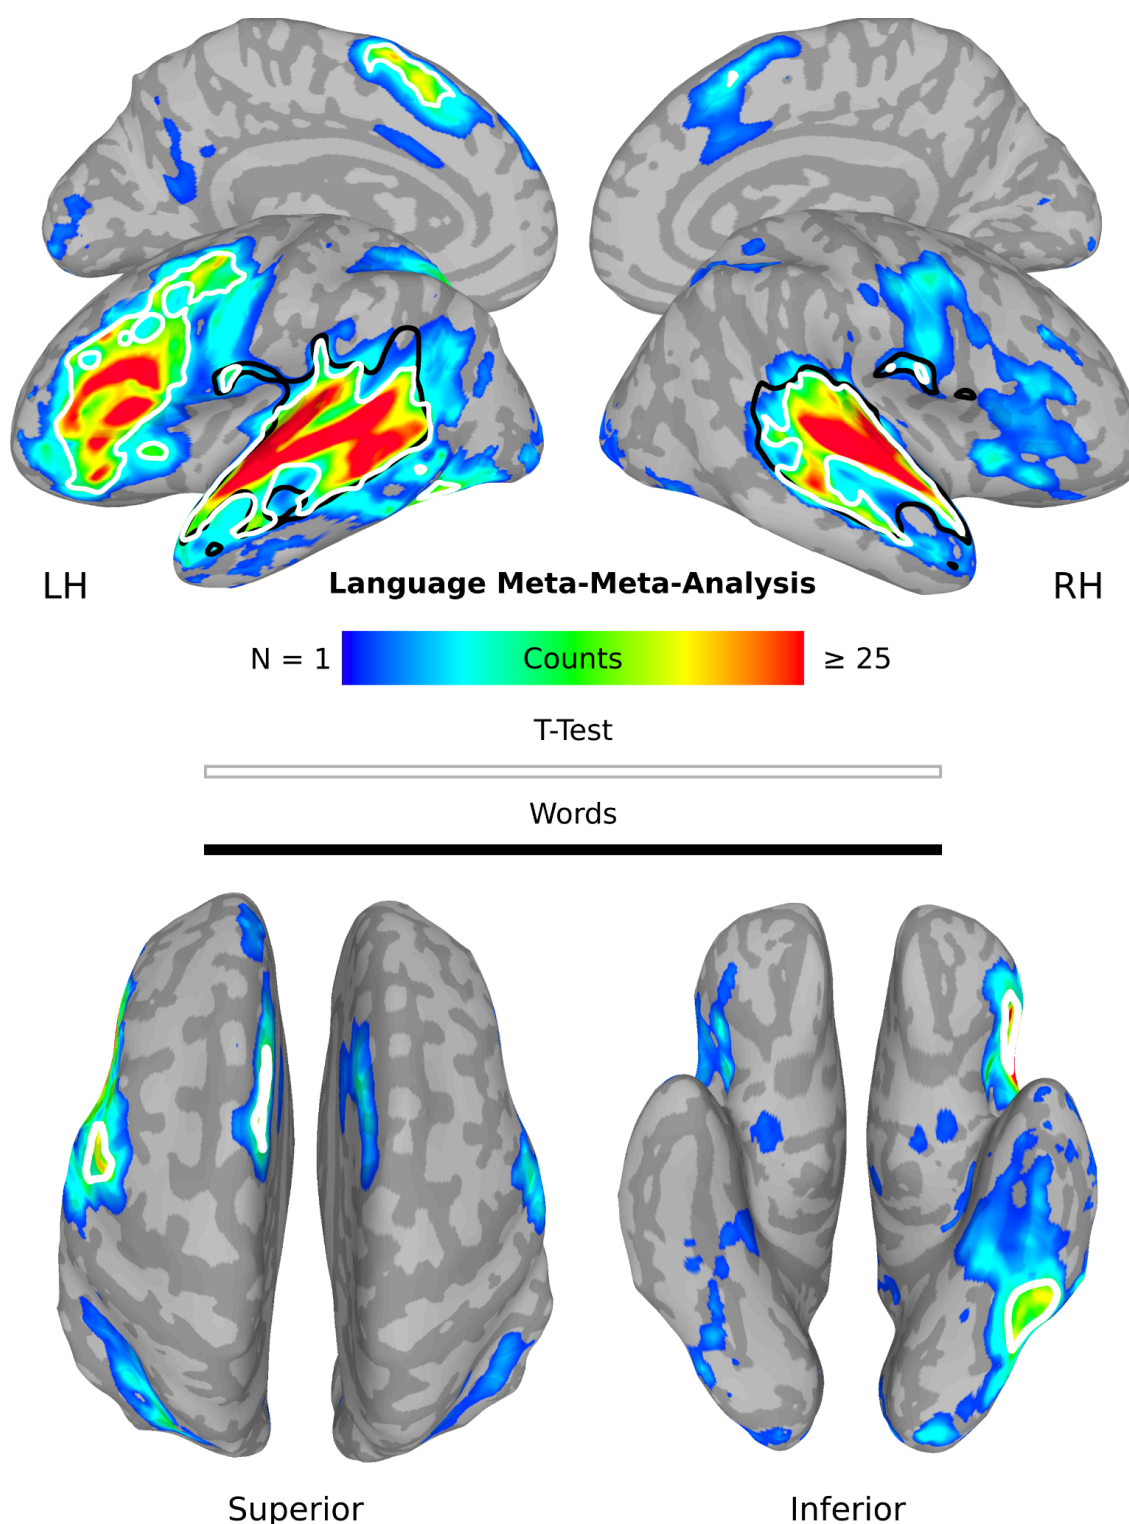 LH
Language Meta-Meta-Analysis
RH
N = 1
Counts
≥ 25
T-Test
Words
Superior
Inferior